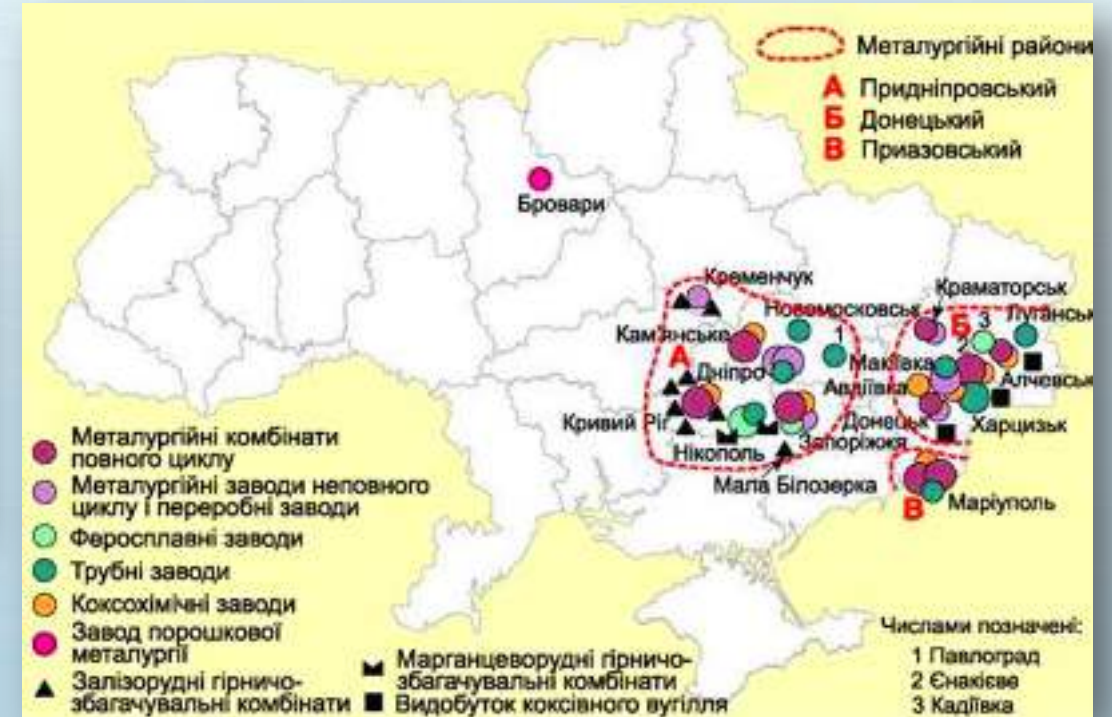 Металургійні райони
А Придніпровський
Б Донецький
В Приазовський
Бровари
Кременчук
Краматорськ
Новомосковськ
Б
3
Луганськ
Кам'янське
1
2
А
Дніпро
Макіївка
Авдіївка
Алчевськ
Кривий Ріг
Донецьк
Харцизьк
Запоріжжя
Нікополь
Мала Білозерка
В
Маріуполь
Металургійні комбінати
повного циклу
Металургійні заводи неповного
циклу і переробні заводи
Феросплавні заводи
Трубні заводи
Коксохімічні заводи
Завод порошкової
металургії
Залізорудні гірничо-
збагачувальні комбінати
Марганцеворудні гірничо-
збагачувальні комбінати
Видобуток коксівного вугілля
Числами позначені:
1 Павлоград
2 Єнакієве
3 Кадіївка